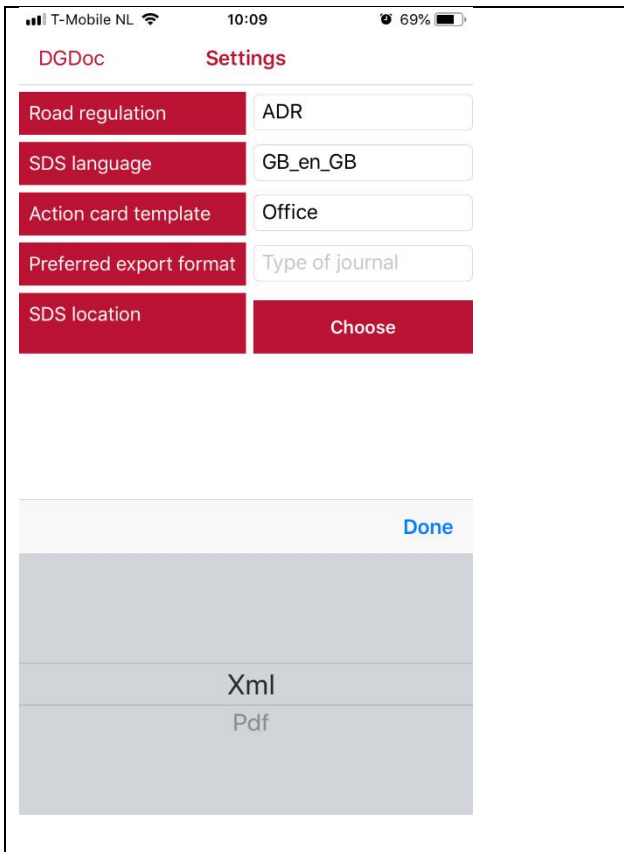 T-Mobile NL 10:09 69%
DGDoc Settings
Road regulation ADR
SDS language GB_en_GB
Action card template Office
Preferred export format Type of journal
SDS location Choose
Done
Xml
Pdf